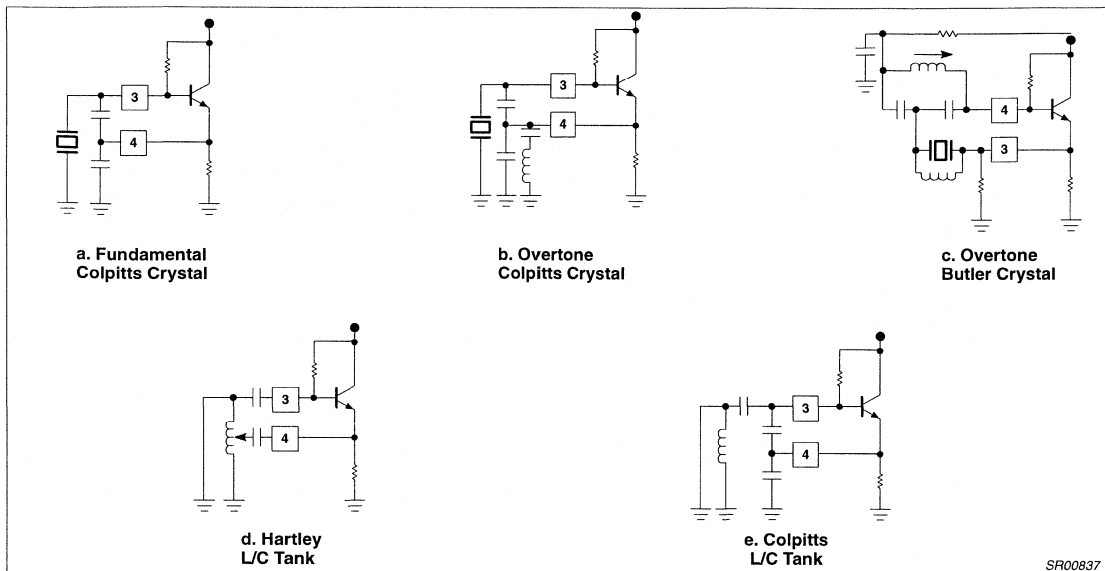 3
4
a. Fundamental
Colpitts Crystal
3
4
b. Overtone
Colpitts Crystal
4
3
c. Overtone
Butler Crystal
3
4
d. Hartley
L/C Tank
3
4
e. Colpitts
L/C Tank
SR00837